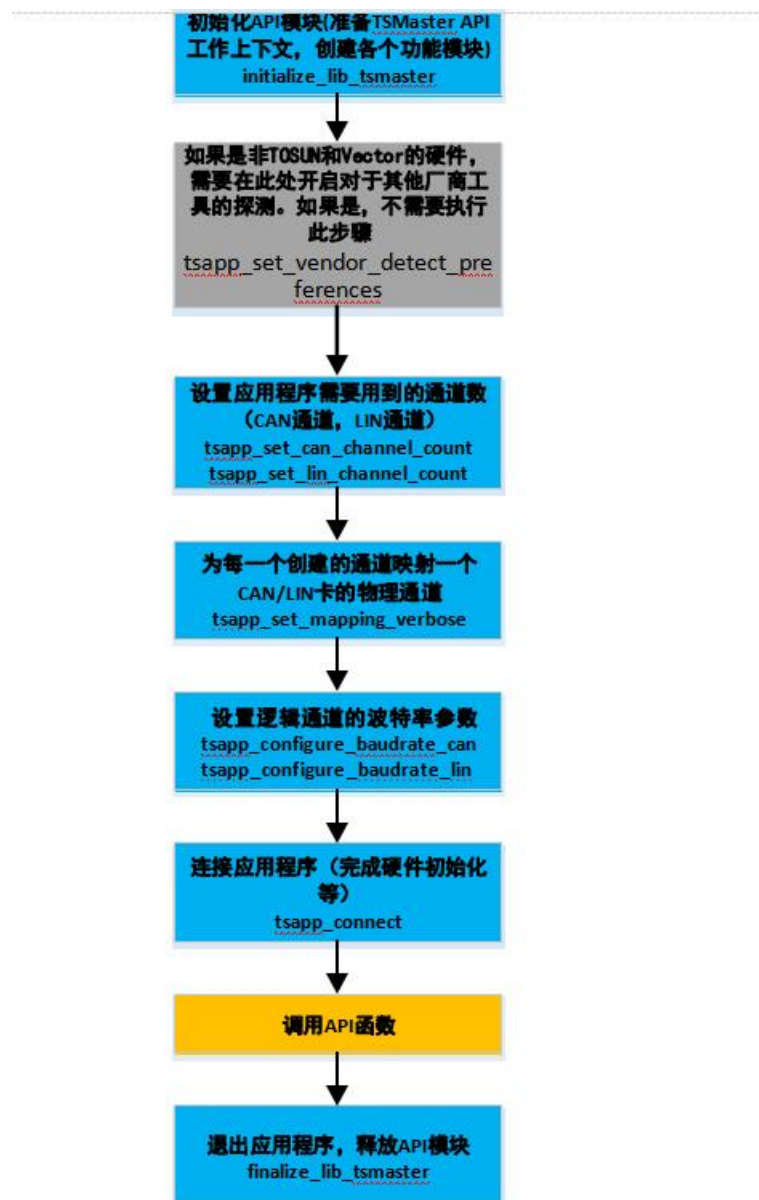 初始化API模块(准备TSMaster API
工作上下文，创建各个功能模块)
initialize_lib_tsmaster
如果是非TOSUN和Vector的硬件，
需要在此处开启对于其他厂商工
具的探测。如果是，不需要执行
此步骤
tsapp_set_vendor_detect_pre
ferences
设置应用程序需要用到的通道数
（CAN通道，LIN通道）
tsapp_set_can_channel_count
tsapp_set_lin_channel_count
为每一个创建的通道映射一个
CAN/LIN卡的物理通道
tsapp_set_mapping_verbose
设置逻辑通道的波特率参数
tsapp_configure_baudrate_can
tsapp_configure_baudrate_lin
连接应用程序（完成硬件初始化
等）
tsapp_connect
调用API函数
退出应用程序，释放API模块
finalize_lib_tsmaster